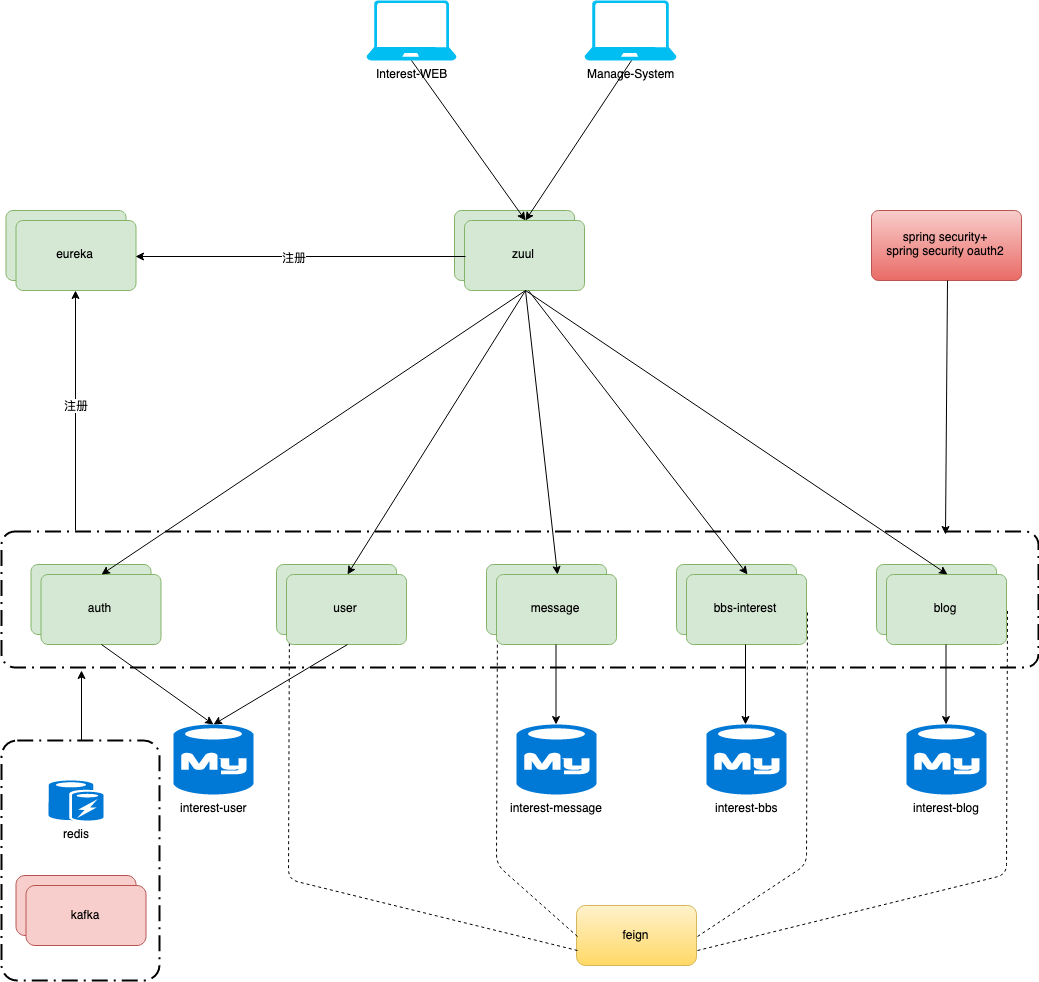 Interest-WEB
Manage-System
eureka
注册
zuul
spring security+
spring security oauth2
注册
auth
user
message
bbs-interest
blog
My
My
My
My
interest-user
interest-message
interest-bbs
interest-blog
redis
kafka
feign